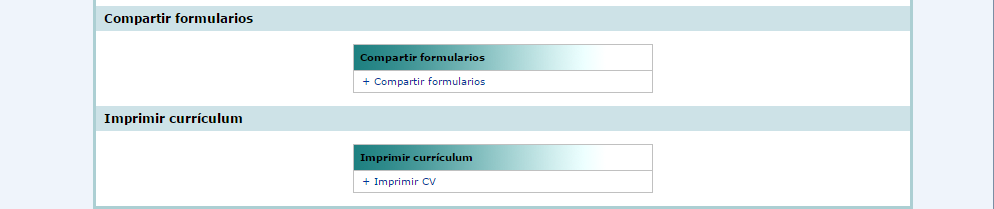 Compartir formularios
Compartir formularios
+ Compartir formularios
Imprimir currículum
Imprimir currículum
+ Imprimir CV